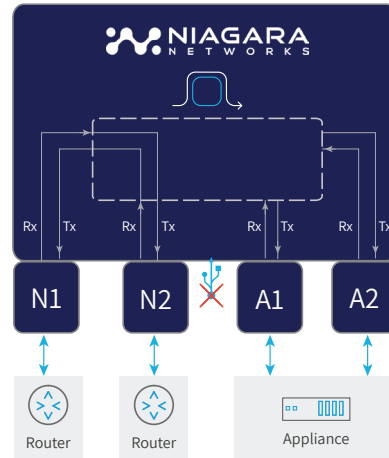 NIAGARA
NETWORKS
Rx Tx Rx Tx Rx Tx Rx Tx
N1 N2 A1 A2
Router Router Appliance